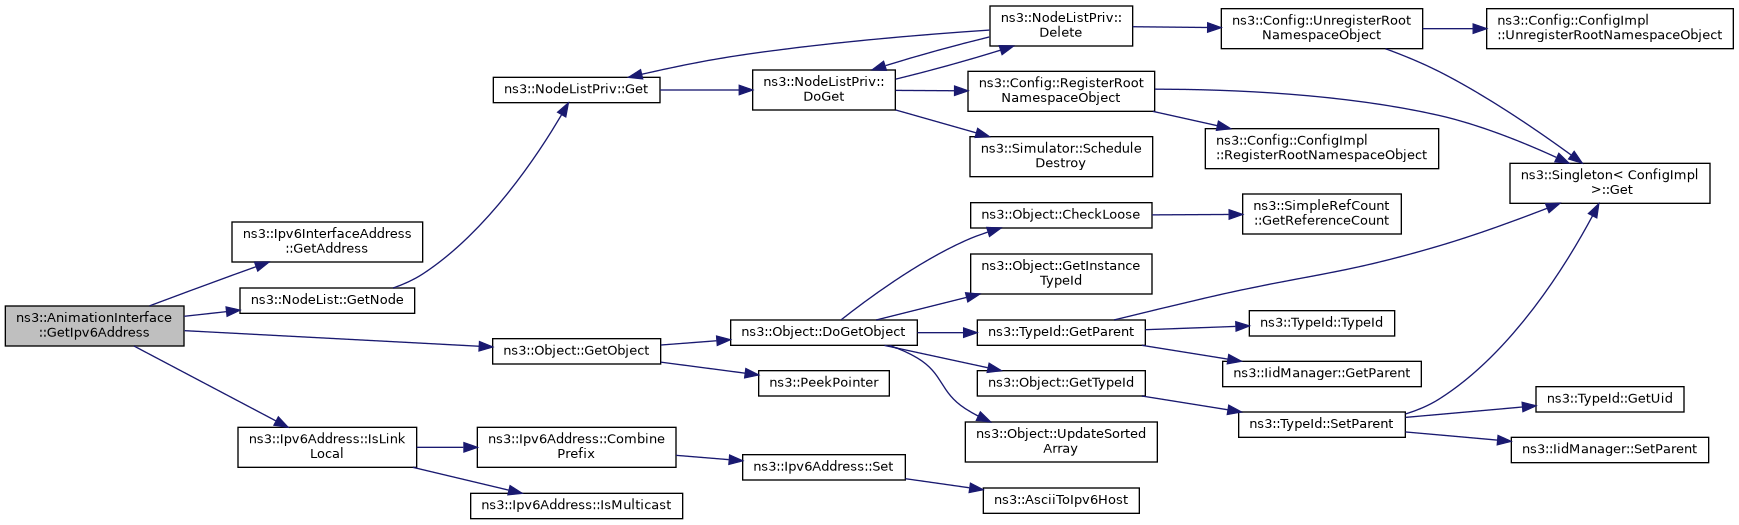 ns3::AnimationInterface
::GetIpv6Address
ns3::Ipv6InterfaceAddress
::GetAddress
ns3::NodeList::GetNode
ns3::Object::GetObject
ns3::Ipv6Address::IsLink
Local
ns3::NodeListPriv::Get
ns3::Ipv6Address::Combine
Prefix
ns3::Ipv6Address::IsMulticast
ns3::NodeListPriv::
DoGet
ns3::Object::DoGetObject
ns3::PeekPointer
ns3::Ipv6Address::Set
ns3::NodeListPriv::
Delete
ns3::Config::RegisterRoot
NamespaceObject
ns3::Simulator::Schedule
Destroy
ns3::Object::CheckLoose
ns3::Object::GetInstance
TypeId
ns3::TypeId::GetParent
ns3::Object::GetTypeId
ns3::Object::UpdateSorted
Array
ns3::AsciiToIpv6Host
ns3::Config::UnregisterRoot
NamespaceObject
ns3::Config::ConfigImpl
::RegisterRootNamespaceObject
ns3::SimpleRefCount
::GetReferenceCount
ns3::TypeId::TypeId
ns3::IidManager::GetParent
ns3::TypeId::SetParent
ns3::Config::ConfigImpl
::UnregisterRootNamespaceObject
ns3::Singleton< ConfigImpl
>::Get
ns3::TypeId::GetUid
ns3::IidManager::SetParent